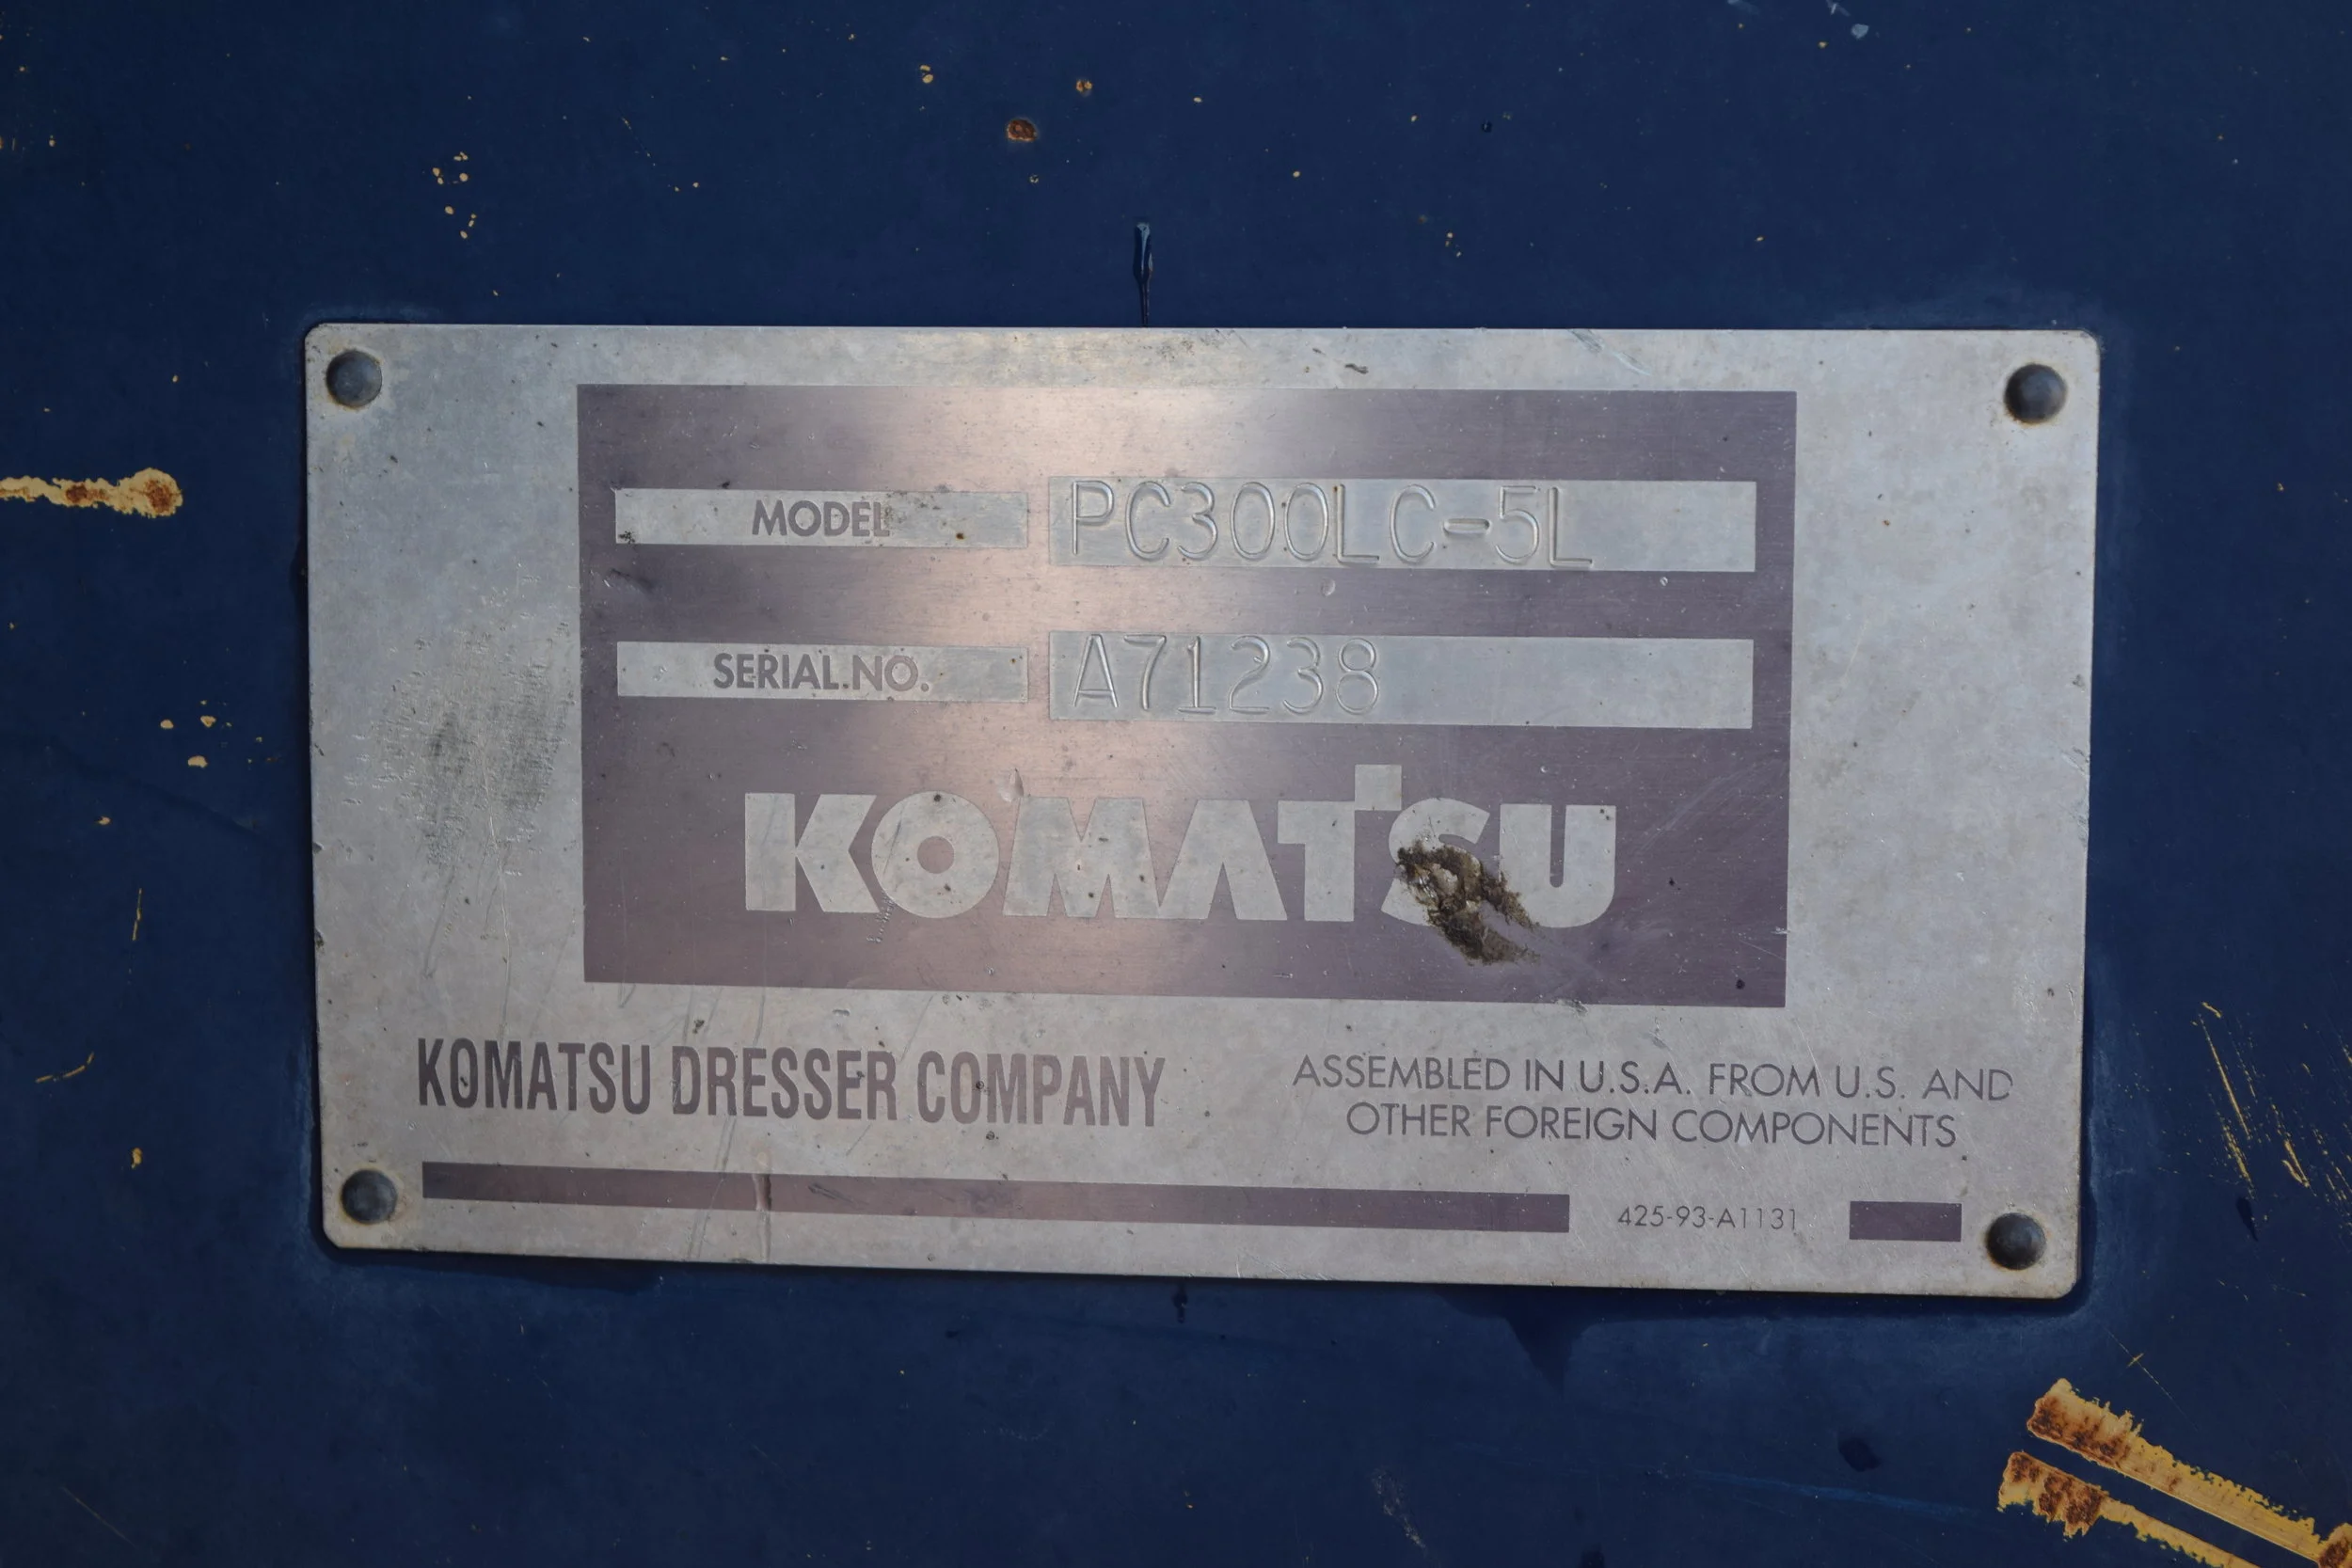 MODEL PC300LC-5L
SERIAL NO. A71238
KOMATSU
KOMATSU DRESSER COMPANY
ASSEMBLED IN U.S.A. FROM U.S. AND
OTHER FOREIGN COMPONENTS
425-93-A1131